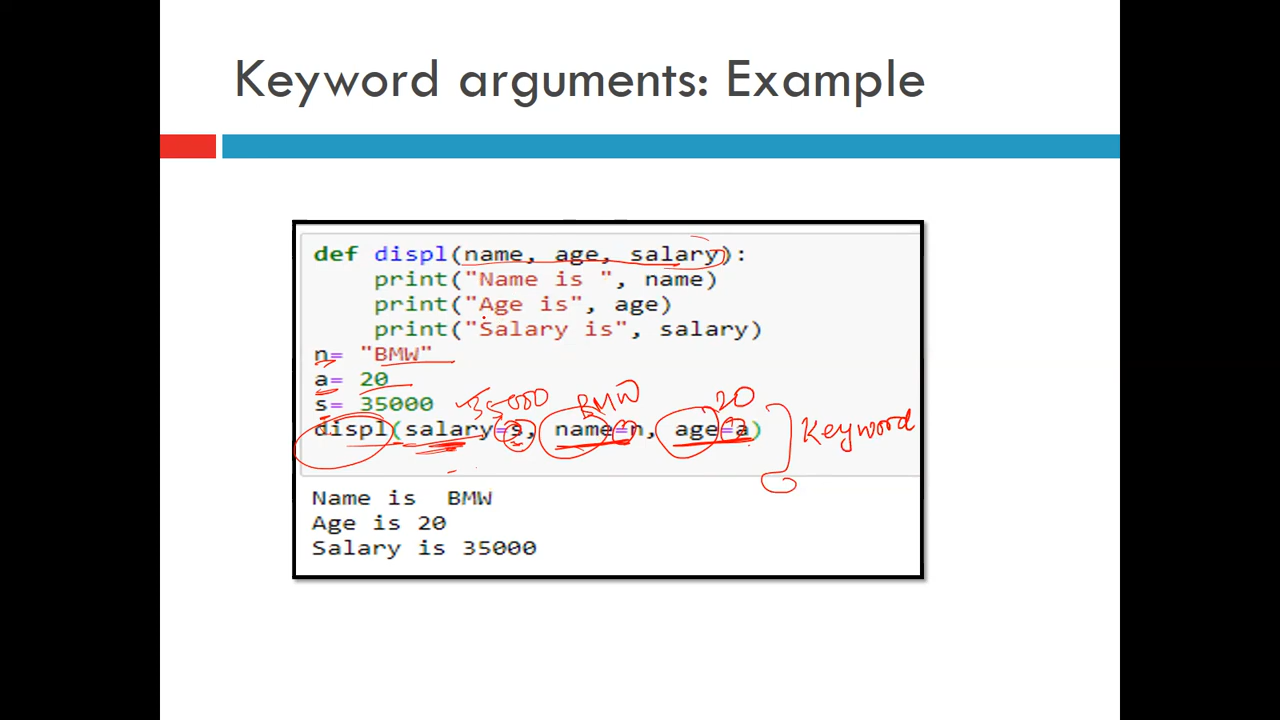 Keyword arguments: Example
def displ(name, age, salary):
print("Name is ", name)
print("Age is", age)
print("Salary is", salary)
n= "BMW"
a= 20
s= 35000
35000 BMW 20
displ(salary=s, name=n, age=a) Keyword
Name is  BMW
Age is 20
Salary is 35000